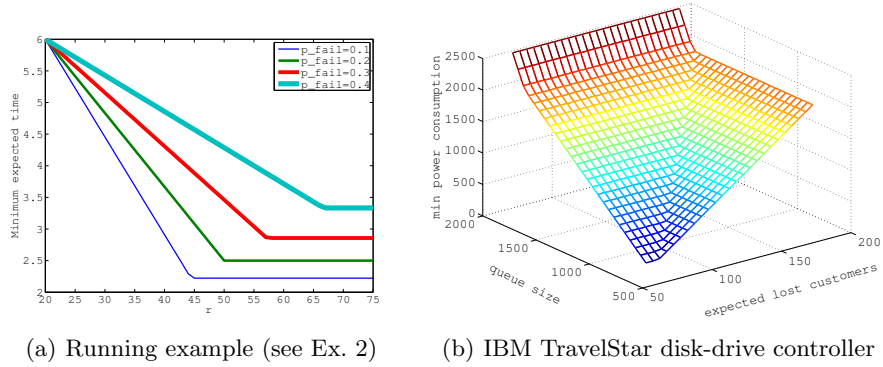 6
5.5
5
4.5
4
3.5
3
2.5
2
Minimum expected time
20 25 30 35 40 45 50 55 60 65 70 75
r
p_fail=0.1
p_fail=0.2
p_fail=0.3
p_fail=0.4
2500
2000
1500
1000
500
0
min power consumption
2000
1500
1000
500
queue size
50
100
150
200
expected lost customers
(a) Running example (see Ex. 2)
(b) IBM TravelStar disk-drive controller